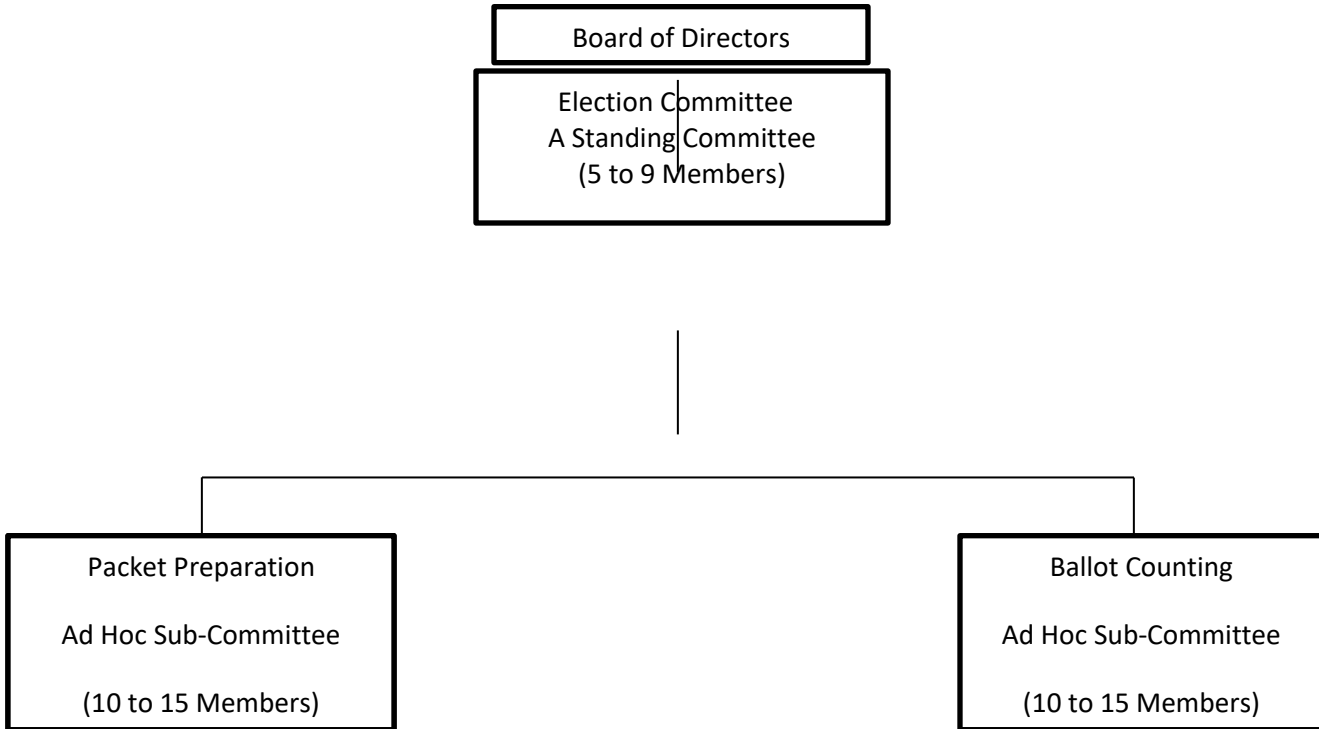 Board of Directors
Election Committee
A Standing Committee
(5 to 9 Members)
Packet Preparation
Ad Hoc Sub-Committee
(10 to 15 Members)
Ballot Counting
Ad Hoc Sub-Committee
(10 to 15 Members)